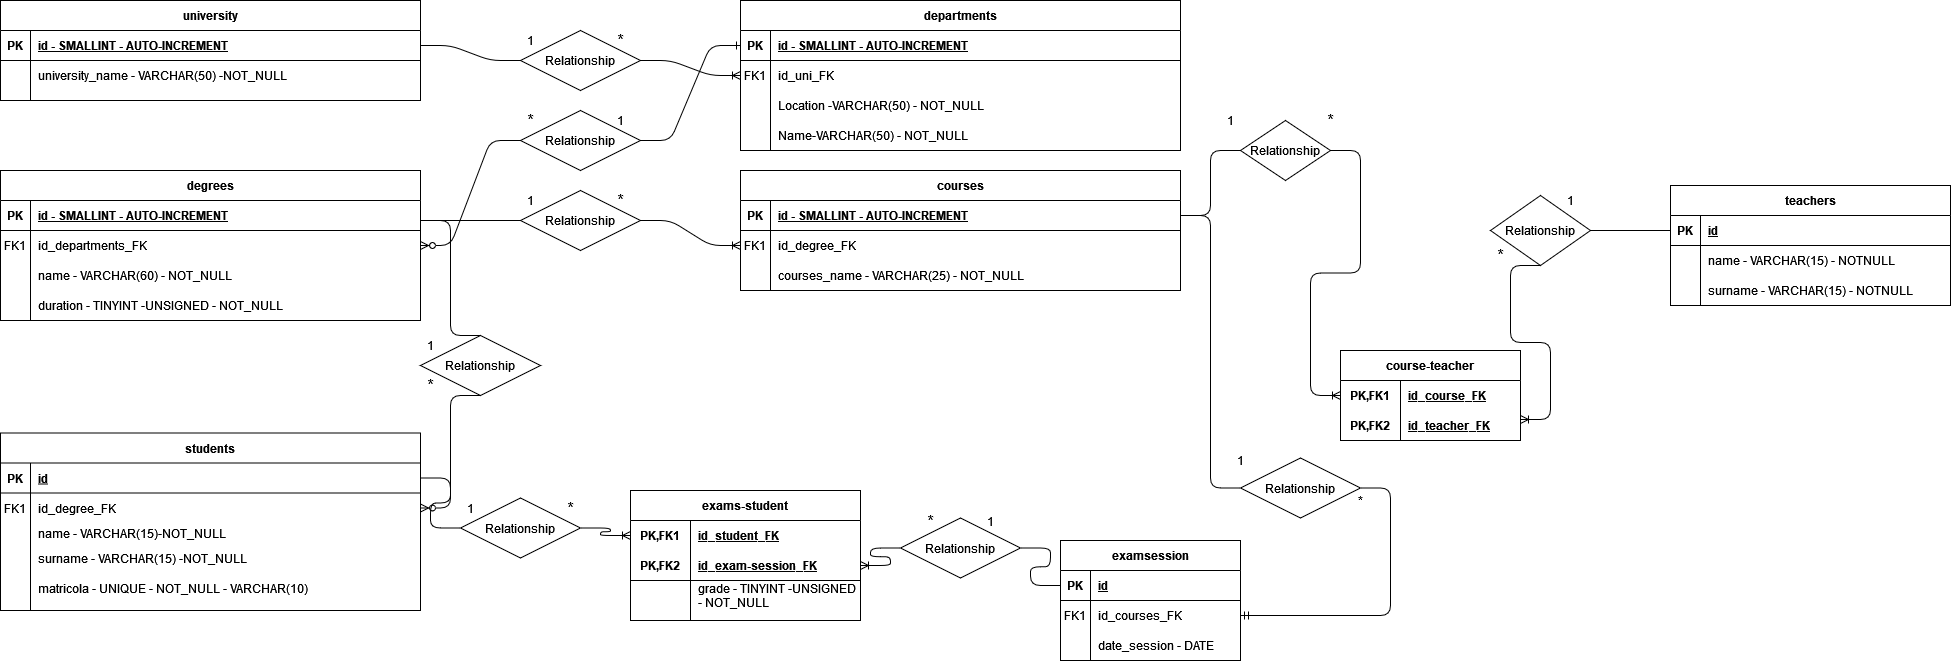 university
PK id - SMALLINT - AUTO-INCREMENT
university_name - VARCHAR(50) -NOT_NULL
1
Relationship
*
departments
PK id - SMALLINT - AUTO-INCREMENT
FK1 id_uni_FK
Location -VARCHAR(50) - NOT_NULL
Name-VARCHAR(50) - NOT_NULL
*
Relationship
1
degrees
PK id - SMALLINT - AUTO-INCREMENT
FK1 id_departments_FK
name - VARCHAR(60) - NOT_NULL
duration - TINYINT -UNSIGNED - NOT_NULL
1
Relationship
*
courses
PK id - SMALLINT - AUTO-INCREMENT
FK1 id_degree_FK
courses_name - VARCHAR(25) - NOT_NULL
1
Relationship
*
1
Relationship
*
teachers
PK id
name - VARCHAR(15) - NOTNULL
surname - VARCHAR(15) - NOTNULL
course-teacher
PK,FK1 id_course_FK
PK,FK2 id_teacher_FK
1
Relationship
*
students
PK id
FK1 id_degree_FK
name - VARCHAR(15)-NOT_NULL
surname - VARCHAR(15) -NOT_NULL
matricola - UNIQUE - NOT_NULL - VARCHAR(10)
1
Relationship
*
exams-student
PK,FK1 id_student_FK
PK,FK2 id_exam-session_FK
grade - TINYINT -UNSIGNED
- NOT_NULL
*
Relationship
1
1
Relationship
*
examsession
PK id
FK1 id_courses_FK
date_session - DATE